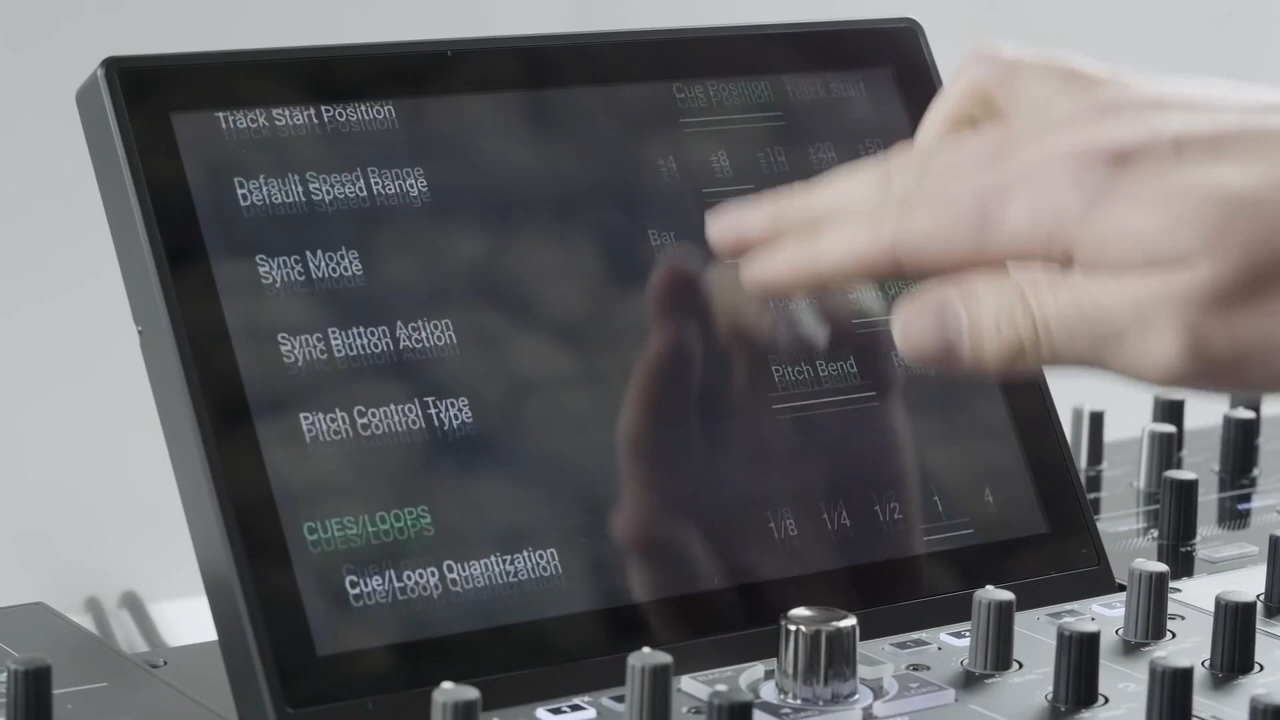 Track Start Position
Cue Position Track Start
Default Speed Range
±4 ±8 ±10 ±20 ±50
Sync Mode
Bar
Sync Button Action
Toggle Shift
Pitch Control Type
Pitch Bend
CUES/LOOPS
Cue/Loop Quantization
1/8 1/4 1/2 1 4